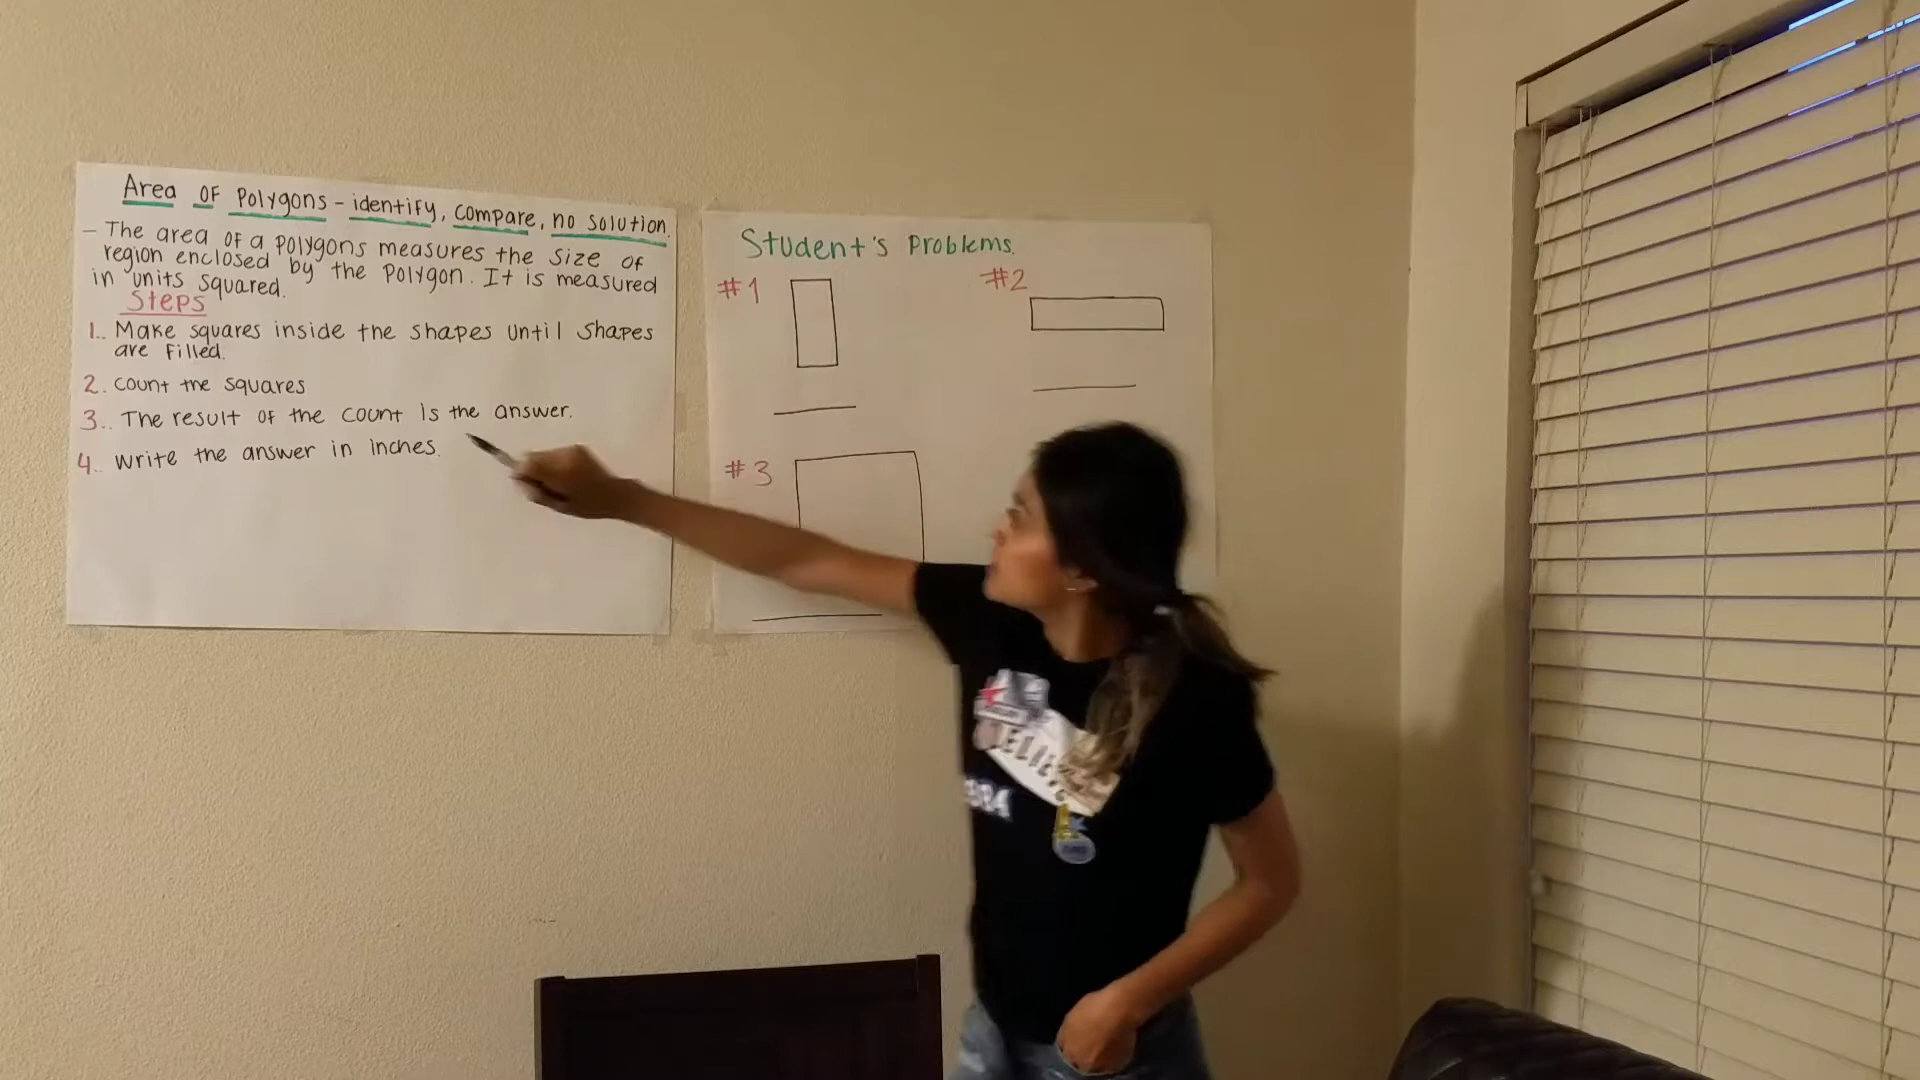 Area of Polygons - identify, compare, no solution.
- The area of a polygons measures the size of
region enclosed by the polygon. It is measured
in units squared.
Steps
1.. Make squares inside the shapes until shapes
are filled.
2. count the squares
3.. The result of the count is the answer.
4.. write the answer in inches.
Student's Problems.
#1
#2
#3